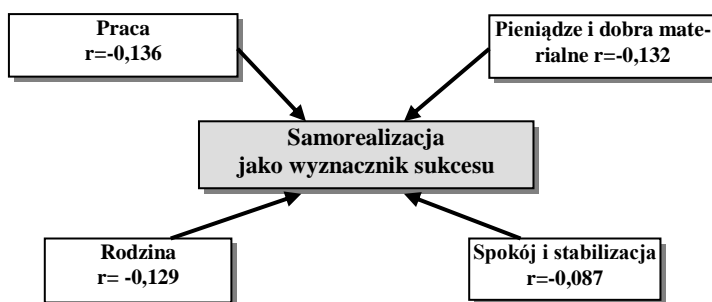 Praca
r=-0,136
Pieniądze i dobra mate-
rialne r=-0,132
Samorealizacja
jako wyznacznik sukcesu
Rodzina
r= -0,129
Spokój i stabilizacja
r=-0,087